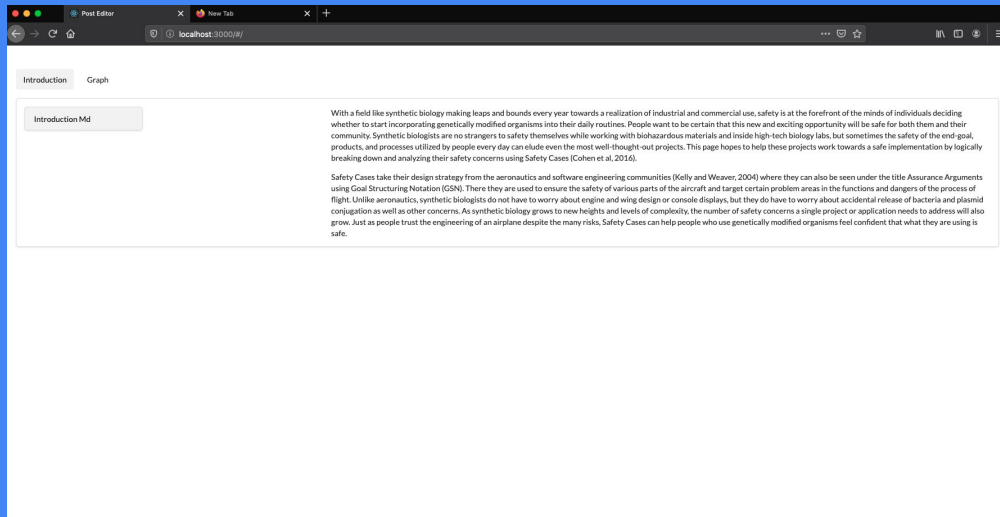 Post Editor
New Tab
localhost:3000/#/
Introduction
Graph
Introduction Md
With a field like synthetic biology making leaps and bounds every year towards a realization of industrial and commercial use, safety is at the forefront of the minds of individuals deciding
whether to start incorporating genetically modified organisms into their daily routines. People want to be certain that this new and exciting opportunity will be safe for both them and their
community. Synthetic biologists are no strangers to safety themselves while working with biohazardous materials and inside high-tech biology labs, but sometimes the safety of the end-goal,
products, and processes utilized by people every day can elude even the most well-thought-out projects. This page hopes to help these projects work towards a safe implementation by logically
breaking down and analyzing their safety concerns using Safety Cases (Cohen et al, 2016).
Safety Cases take their design strategy from the aeronautics and software engineering communities (Kelly and Weaver, 2004) where they can also be seen under the title Assurance Arguments
using Goal Structuring Notation (GSN). There they are used to ensure the safety of various parts of the aircraft and target certain problem areas in the functions and dangers of the process of
flight. Unlike aeronautics, synthetic biologists do not have to worry about engine and wing design or console displays, but they do have to worry about accidental release of bacteria and plasmid
conjugation as well as other concerns. As synthetic biology grows to new heights and levels of complexity, the number of safety concerns a single project or application needs to address will also
grow. Just as people trust the engineering of an airplane despite the many risks, Safety Cases can help people who use genetically modified organisms feel confident that what they are using is
safe.